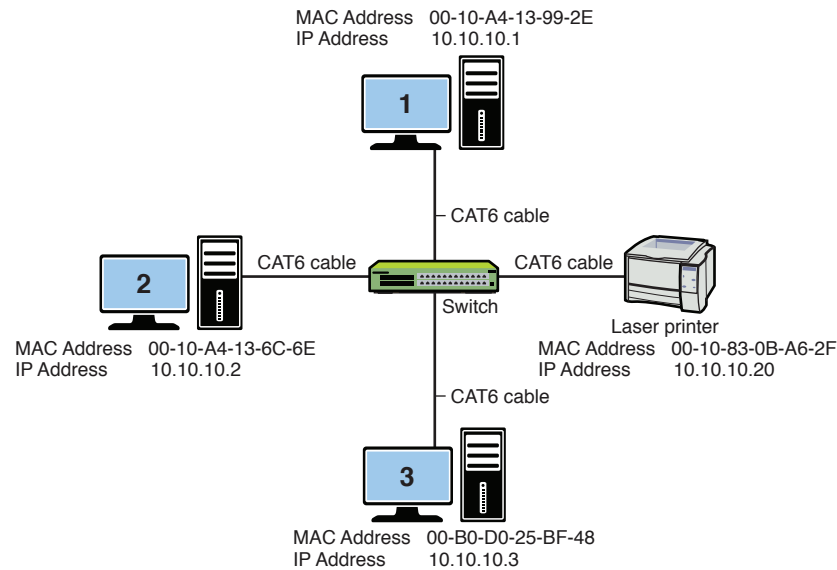 MAC Address 00-10-A4-13-99-2E
IP Address 10.10.10.1
1
CAT6 cable
CAT6 cable
CAT6 cable
2
Switch
Laser printer
MAC Address 00-10-A4-13-6C-6E
IP Address 10.10.10.2
MAC Address 00-10-83-0B-A6-2F
IP Address 10.10.10.20
CAT6 cable
3
MAC Address 00-B0-D0-25-BF-48
IP Address 10.10.10.3